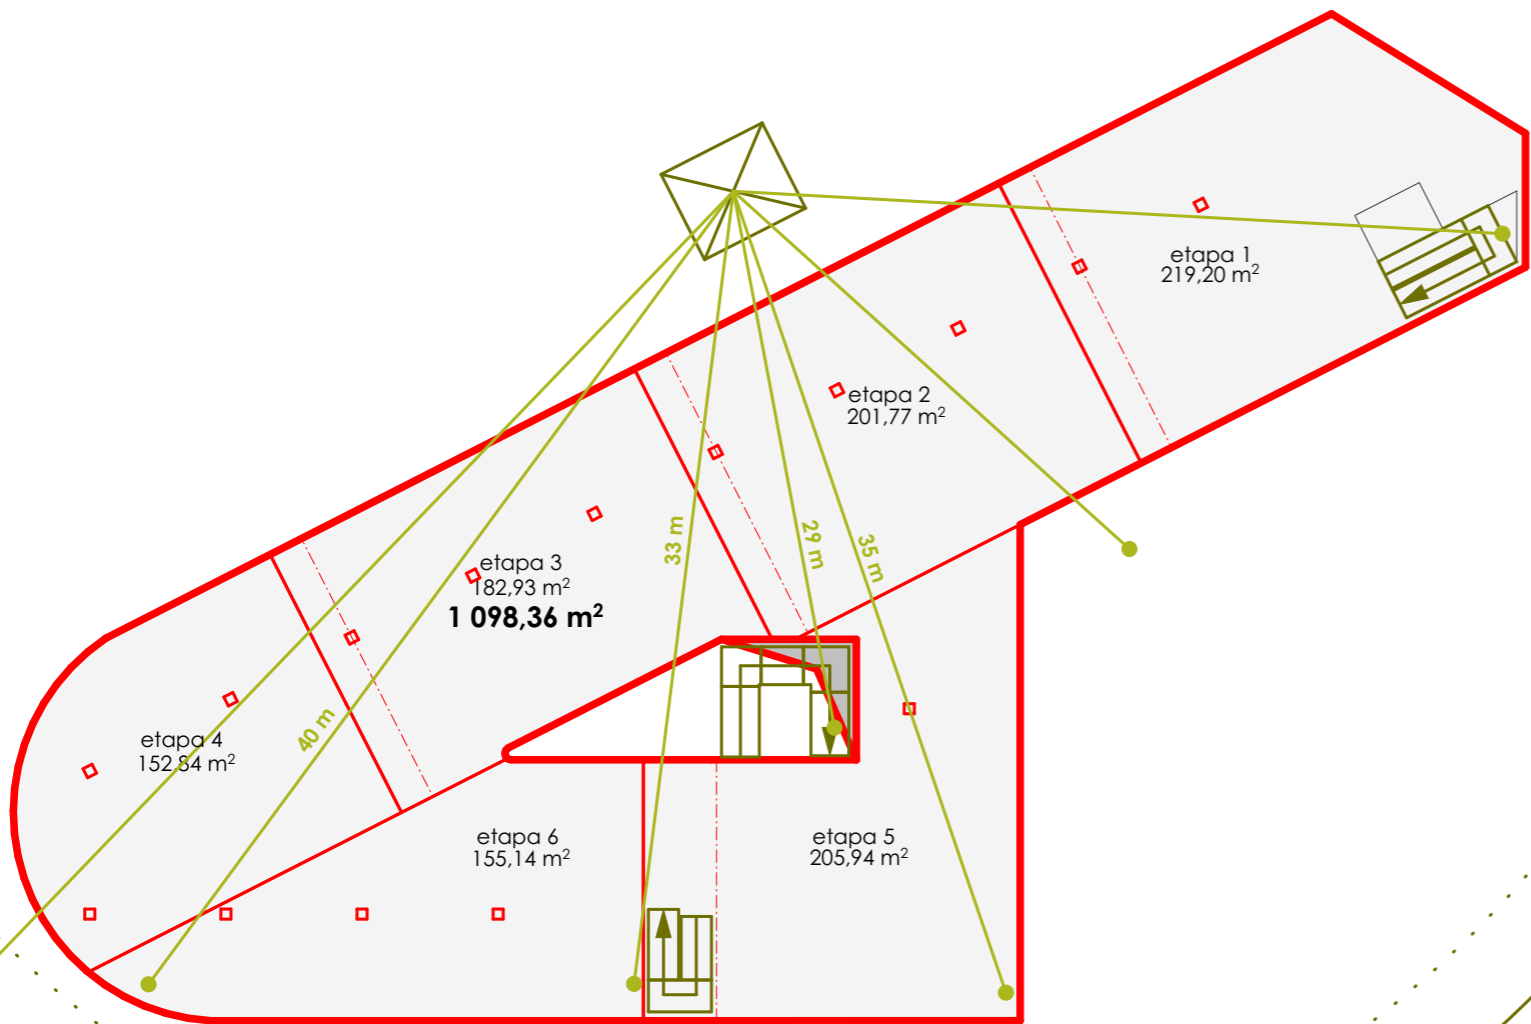 etapa 1
219,20 m²
etapa 2
201,77 m²
33 m
29 m
35 m
etapa 3
182,93 m²
1 098,36 m²
40 m
etapa 4
152,84 m²
etapa 6
155,14 m²
etapa 5
205,94 m²